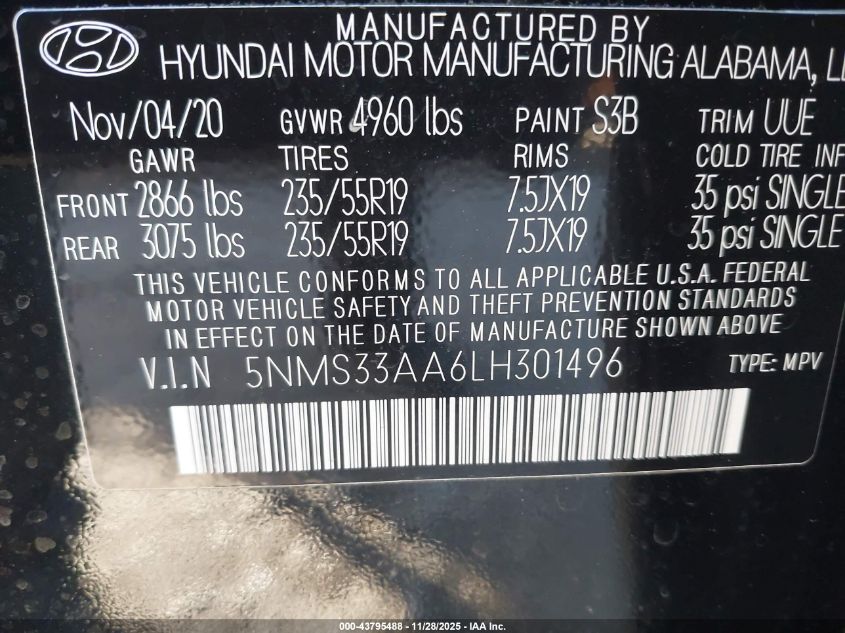 MANUFACTURED BY
HYUNDAI MOTOR MANUFACTURING ALABAMA,
Nov/04/20 GVWR 4960 lbs PAINT S3B TRIM UUE
GAWR TIRES RIMS COLD TIRE INF
FRONT 2866 lbs 235/55R19 7.5JX19 35 psi SINGLE
REAR 3075 lbs 235/55R19 7.5JX19 35 psi SINGLE
THIS VEHICLE CONFORMS TO ALL APPLICABLE U.S.A. FEDERAL
MOTOR VEHICLE SAFETY AND THEFT PREVENTION STANDARDS
IN EFFECT ON THE DATE OF MANUFACTURE SHOWN ABOVE
V.I.N 5NMS33AA6LH301496 TYPE: MPV
000-43795488 - 11/28/2025 - IAA Inc.